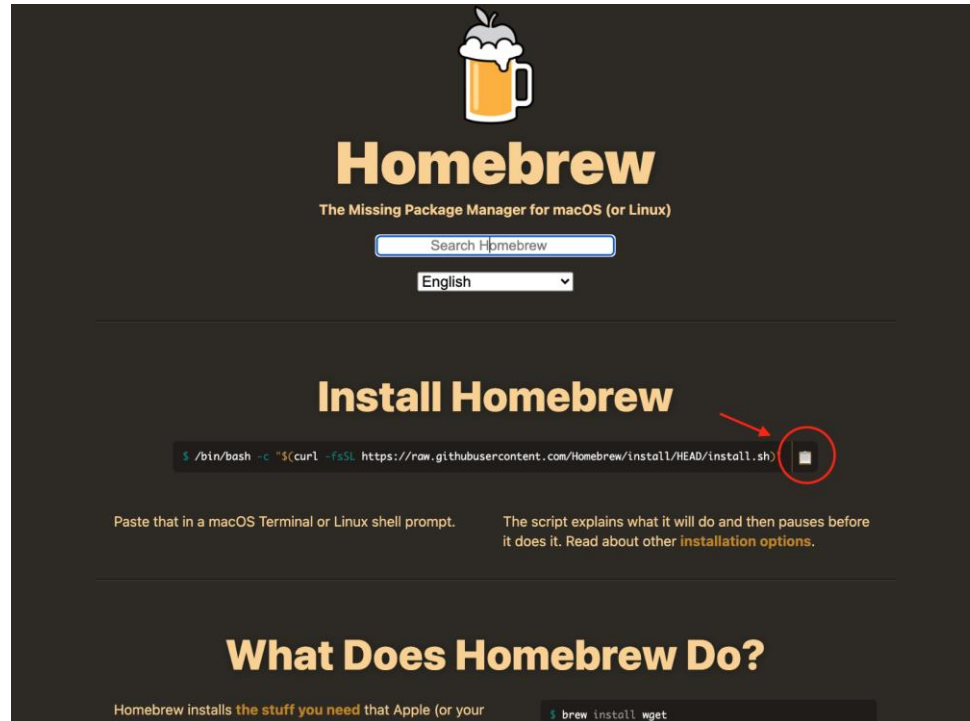 Homebrew
The Missing Package Manager for macOS (or Linux)
Search Homebrew
English
Install Homebrew
$ /bin/bash -c "$(curl -fsSL https://raw.githubusercontent.com/Homebrew/install/HEAD/install.sh)"
Paste that in a macOS Terminal or Linux shell prompt.
The script explains what it will do and then pauses before
it does it. Read about other installation options.
What Does Homebrew Do?
Homebrew installs the stuff you need that Apple (or your
$ brew install wget